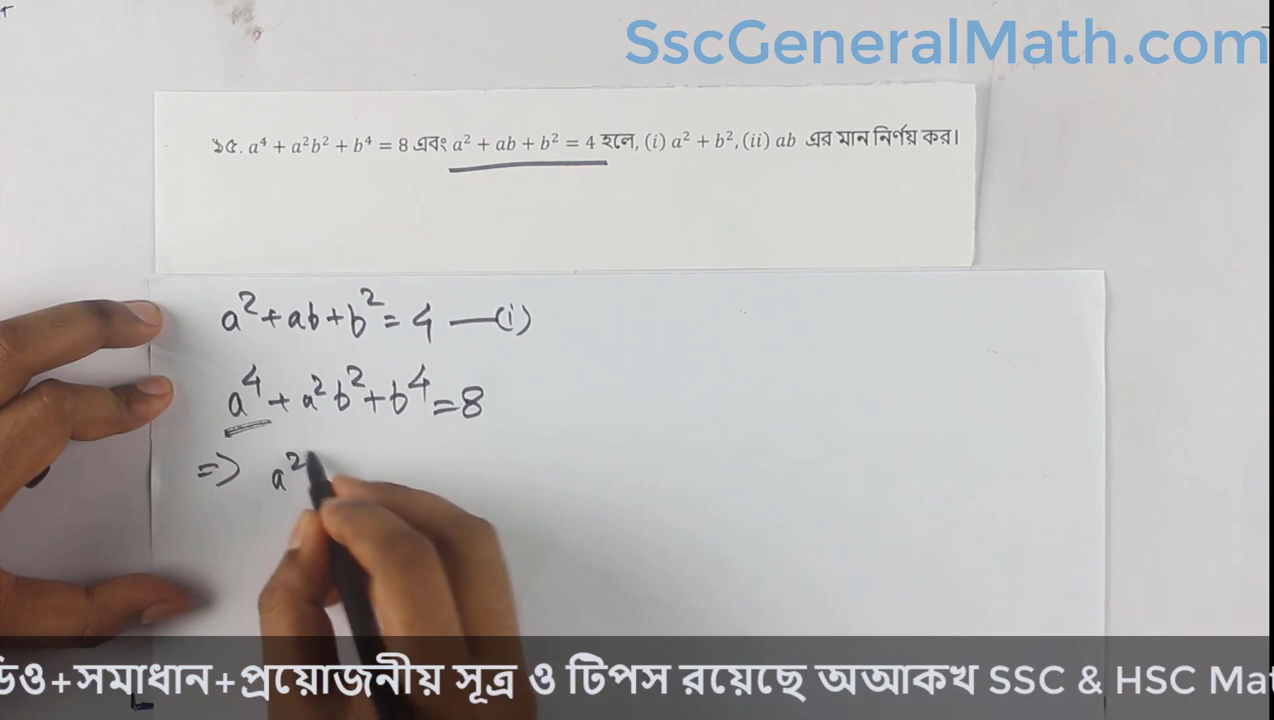 SscGeneralMath.com
১৫. a⁴ + a²b² + b⁴ = 8 এবং a² + ab + b² = 4 হলে, (i) a² + b², (ii) ab এর মান নির্ণয় কর।
a²+ab+b²=4 —(i)
a⁴+a²b²+b⁴=8
=> a²
+সমাধান+প্রয়োজনীয় সূত্র ও টিপস রয়েছে অআকখ SSC & HSC